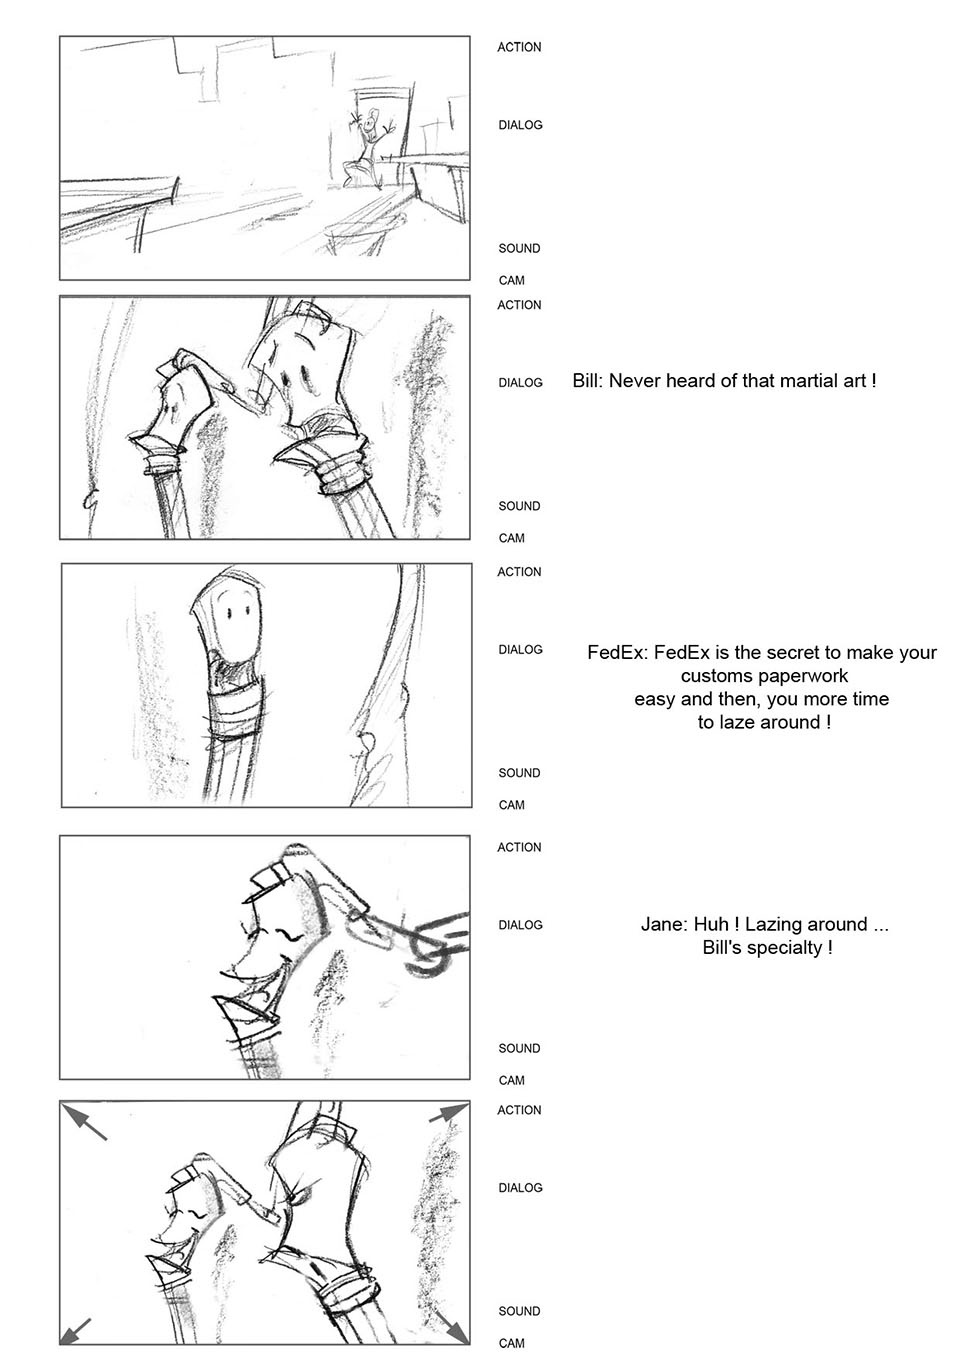 ACTION
DIALOG
SOUND
CAM
ACTION
DIALOG
Bill: Never heard of that martial art !
SOUND
CAM
ACTION
DIALOG
FedEx: FedEx is the secret to make your
customs paperwork
easy and then, you more time
to laze around !
SOUND
CAM
ACTION
DIALOG
Jane: Huh ! Lazing around ...
Bill's specialty !
SOUND
CAM
ACTION
DIALOG
SOUND
CAM